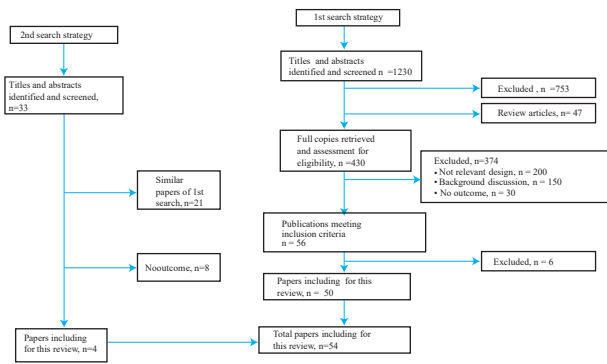 2nd search strategy
Titles and abstracts
identified and screened,
n=33
Similar
papers of 1st
search, n=21
Nooutcome, n=8
Papers including
for this review, n=4
1st search strategy
Titles and abstracts
identified and screened n =1230
Excluded , n =753
Review articles, n= 47
Full copies retrieved
and assessment for
eligibility, n =430
Excluded, n=374
• Not relevant design, n = 200
• Background discussion, n = 150
• No outcome, n = 30
Publications meeting
inclusion criteria
n = 56
Excluded, n = 6
Papers including for this
review, n = 50
Total papers including for
this review, n=54